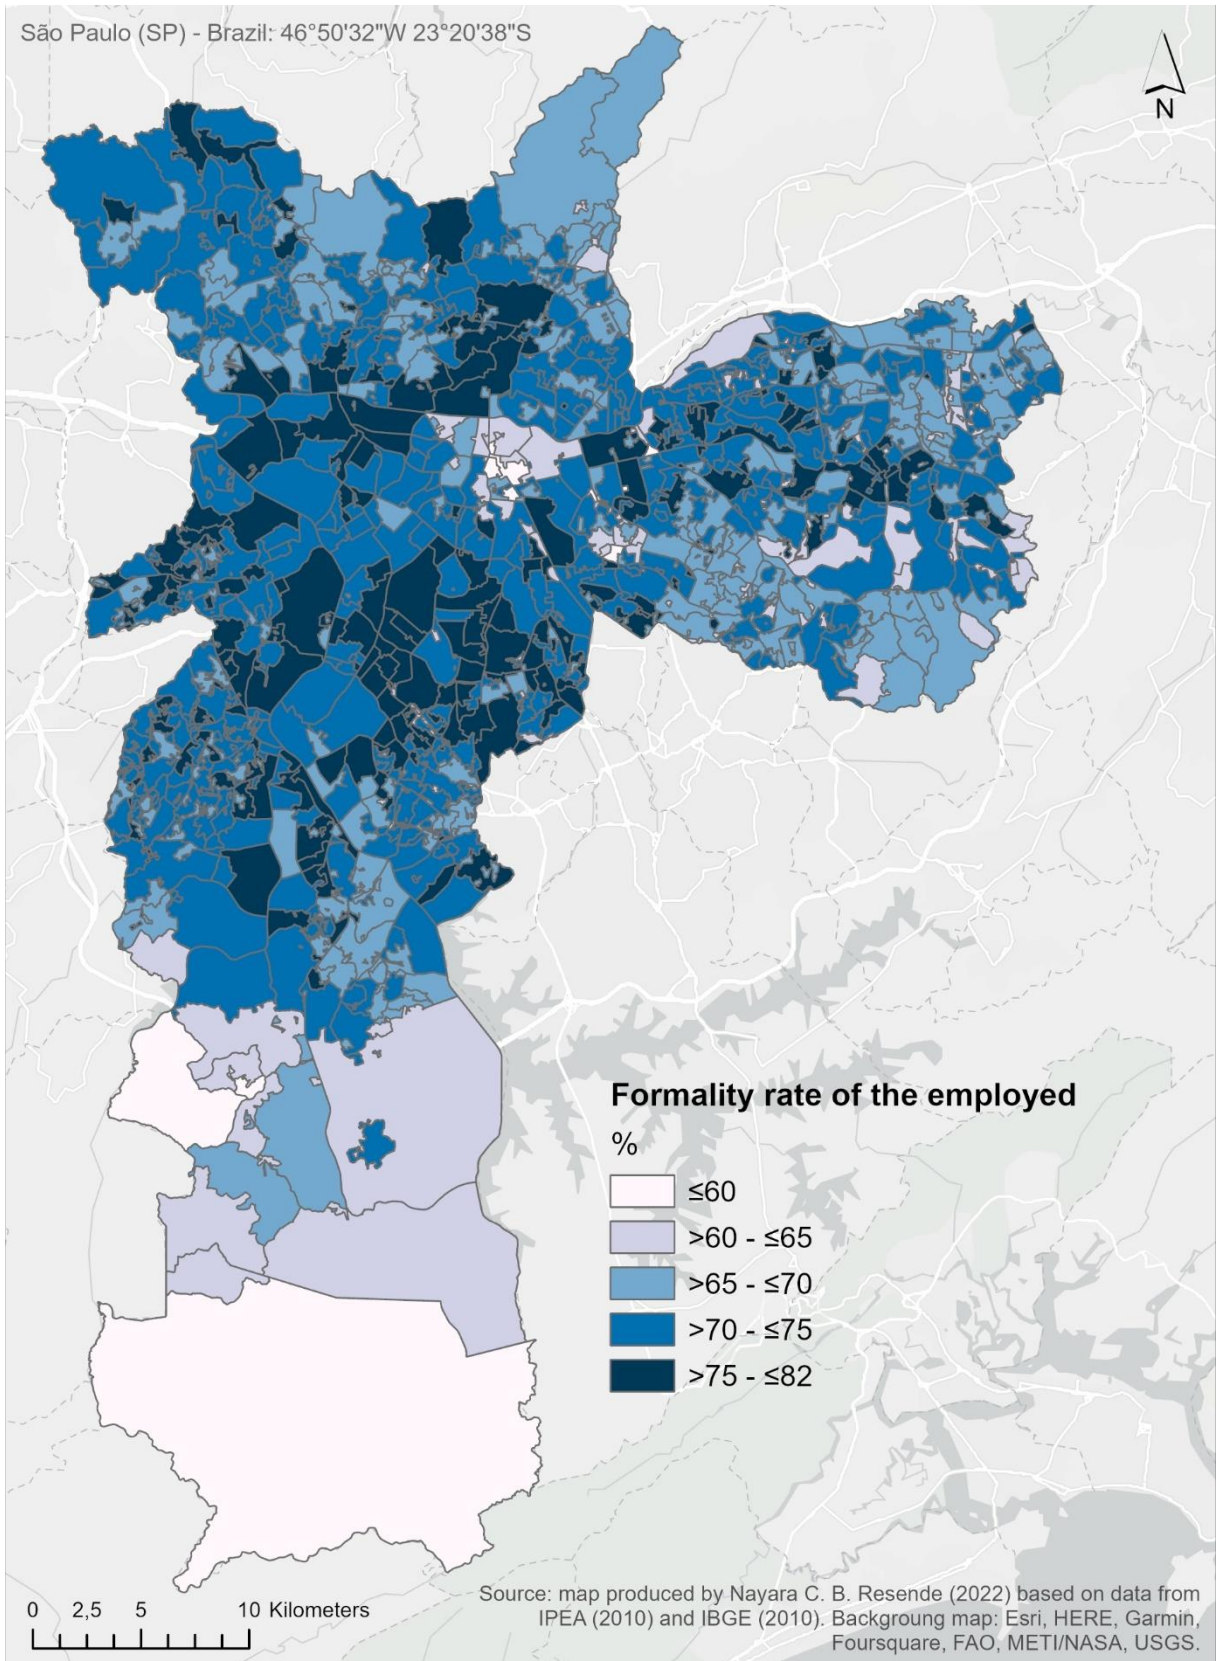 São Paulo (SP) - Brazil: 46°50'32"W 23°20'38"S
N
Formality rate of the employed
%
≤60
>60 - ≤65
>65 - ≤70
>70 - ≤75
>75 - ≤82
0 2,5 5 10 Kilometers
Source: map produced by Nayara C. B. Resende (2022) based on data from
IPEA (2010) and IBGE (2010). Backgroung map: Esri, HERE, Garmin,
Foursquare, FAO, METI/NASA, USGS.